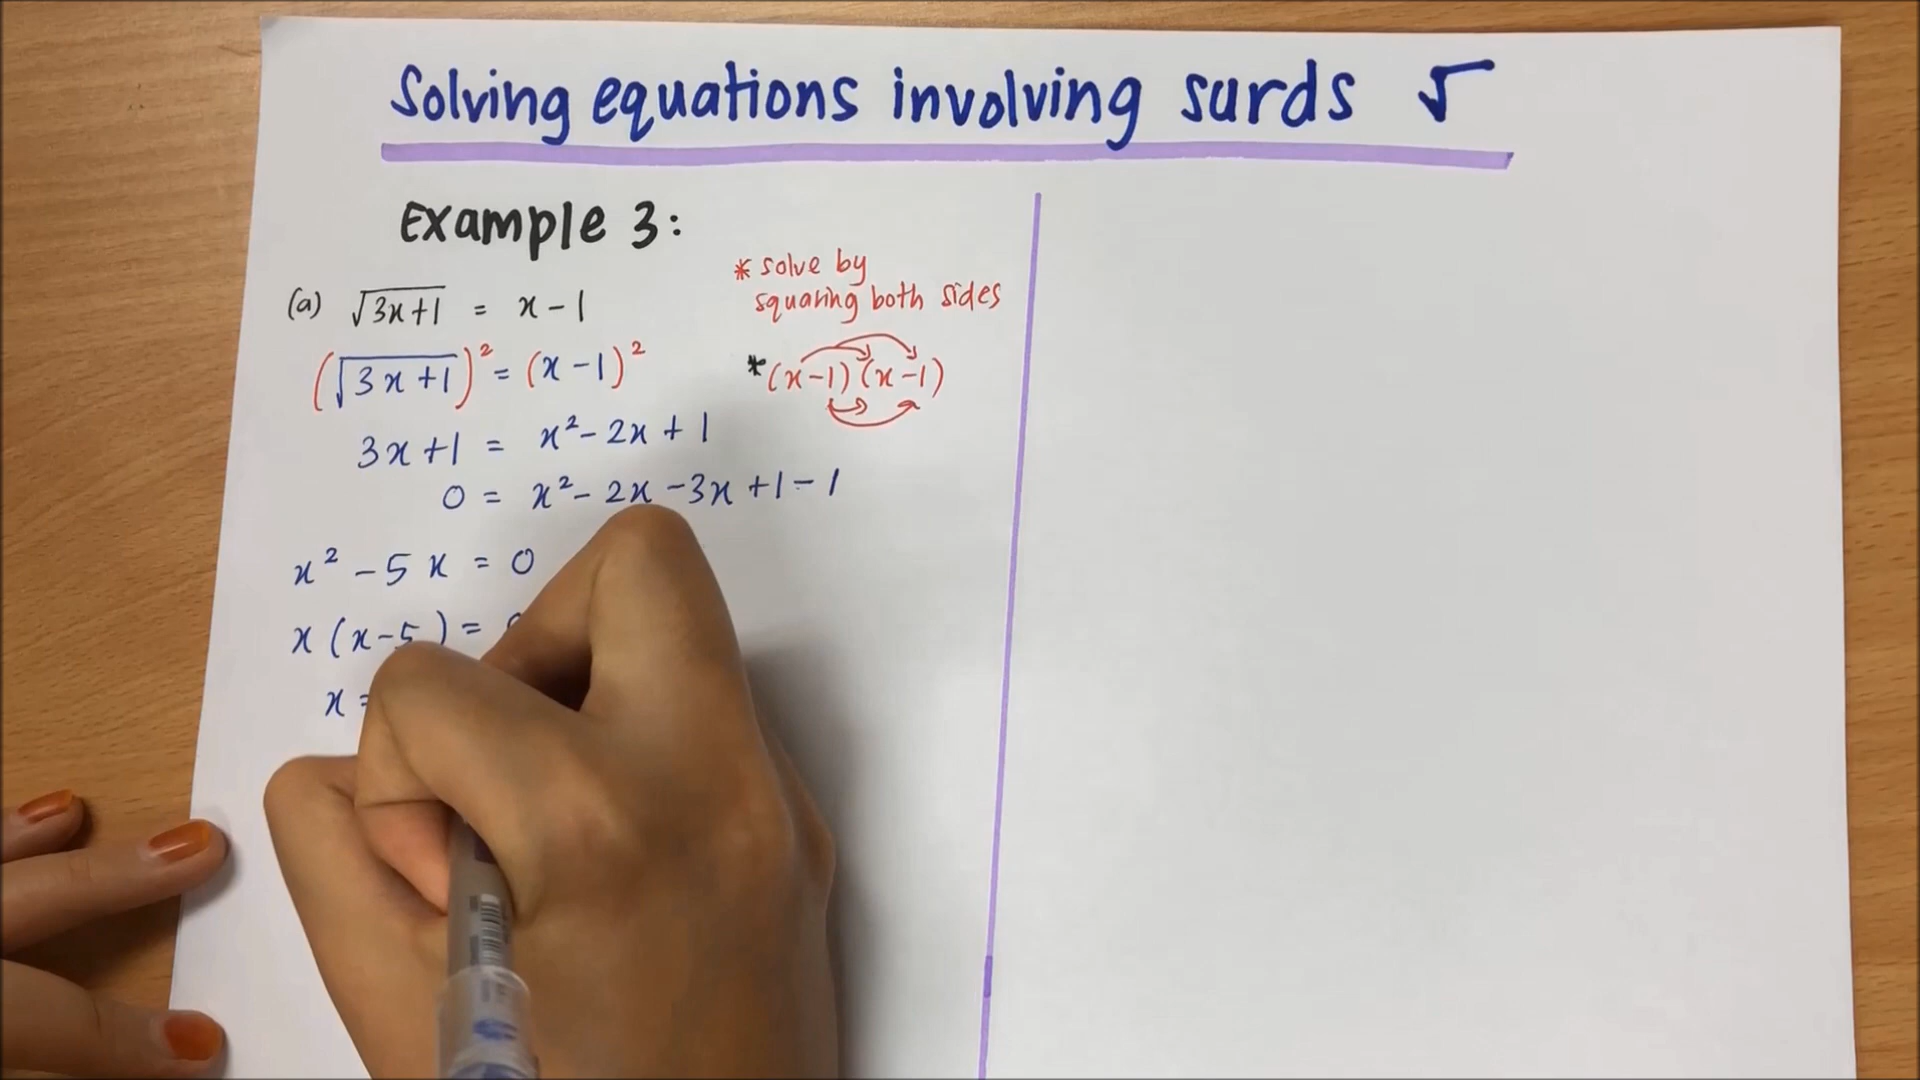 Solving equations involving surds √
Example 3:
(a) √3x+1 = x-1
(√3x+1)² = (x-1)²
3x+1 = x²-2x+1
0 = x²-2x-3x+1-1
x²-5x = 0
x(x-5) =
x =
* solve by
squaring both sides
*(x-1)(x-1)